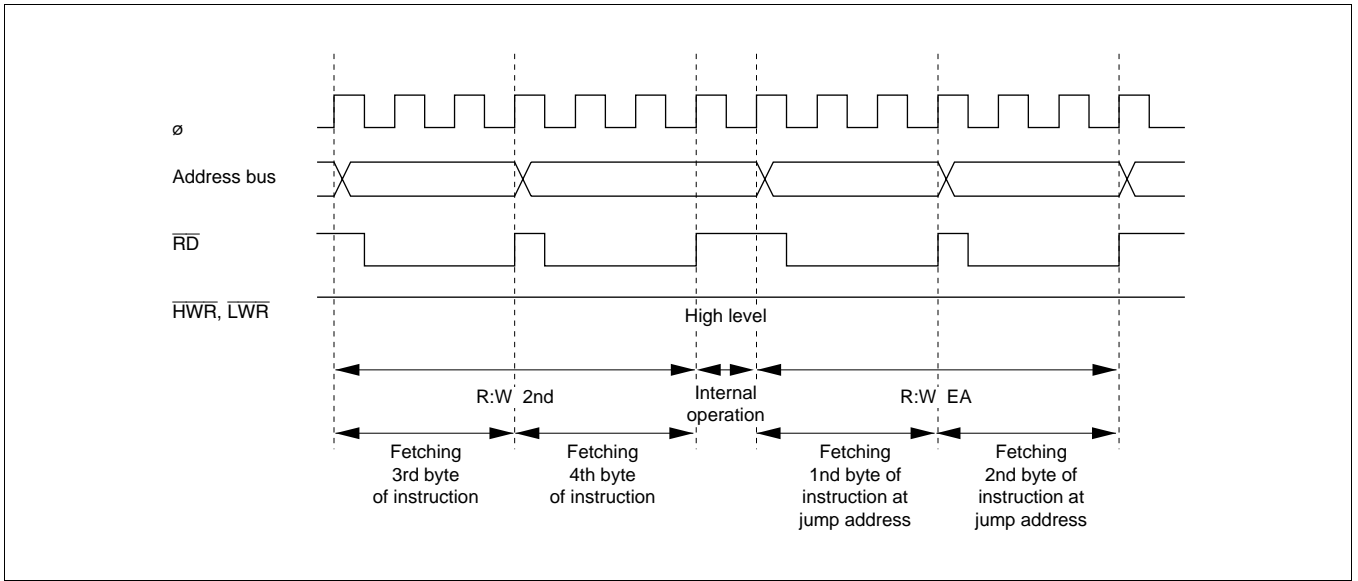 ø
Address bus
RD
HWR, LWR
High level
R:W 2nd
Internal
operation
R:W EA
Fetching
3rd byte
of instruction
Fetching
4th byte
of instruction
Fetching
1nd byte of
instruction at
jump address
Fetching
2nd byte of
instruction at
jump address